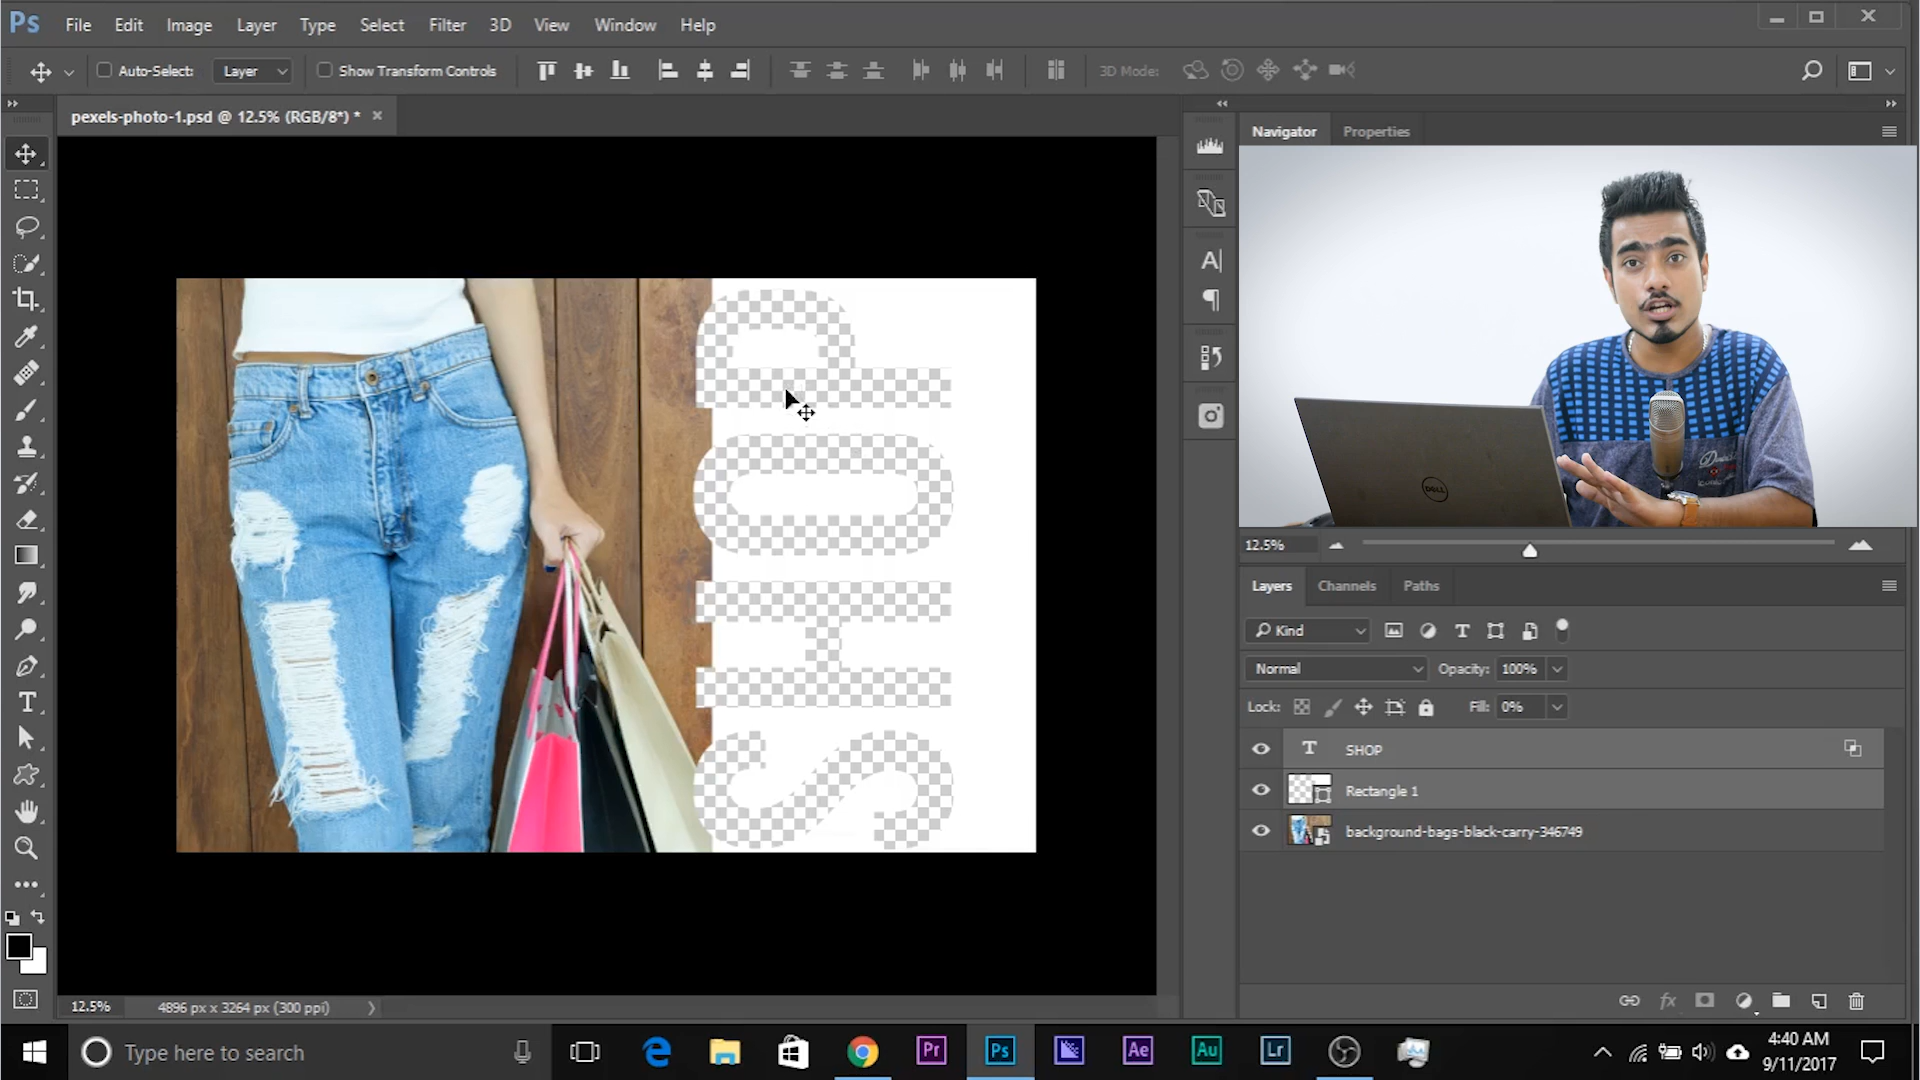 Ps File Edit Image Layer Type Select Filter 3D View Window Help
Auto-Select: Layer Show Transform Controls 3D Mode:
pexels-photo-1.psd @ 12.5% (RGB/8*) * ×
Navigator Properties
SHOP
DELL
12.5%
Layers Channels Paths
Kind
Normal Opacity: 100%
Lock: Fill: 0%
T SHOP
Rectangle 1
background-bags-black-carry-346749
12.5% 4896 px x 3264 px (300 ppi)
Type here to search
Pr Ps Ae Au Lr
4:40 AM
9/11/2017